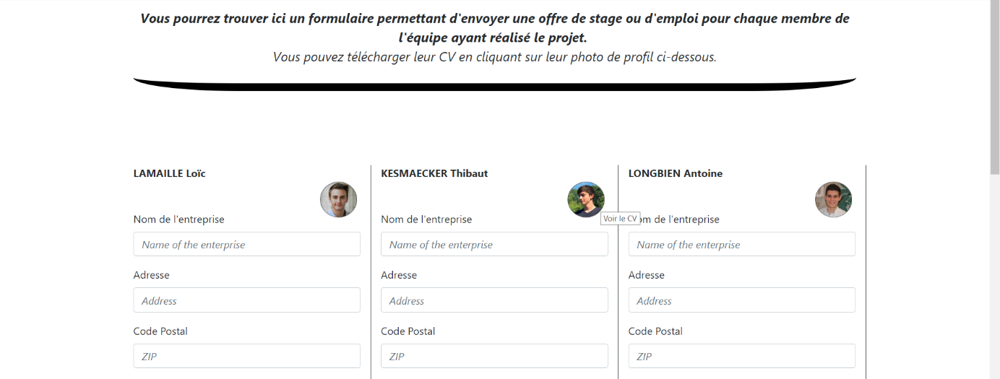 Vous pourrez trouver ici un formulaire permettant d'envoyer une offre de stage ou d'emploi pour chaque membre de
l'équipe ayant réalisé le projet.
Vous pouvez télécharger leur CV en cliquant sur leur photo de profil ci-dessous.
LAMAILLE Loïc
KESMAECKER Thibaut
LONGBIEN Antoine
Voir le CV
Nom de l'entreprise
Nom de l'entreprise
om de l'entreprise
Name of the enterprise
Name of the enterprise
Name of the enterprise
Adresse
Adresse
Adresse
Address
Address
Address
Code Postal
Code Postal
Code Postal
ZIP
ZIP
ZIP